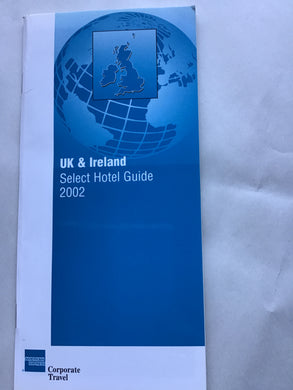 UK & Ireland
Select Hotel Guide
2002
Corporate
Travel